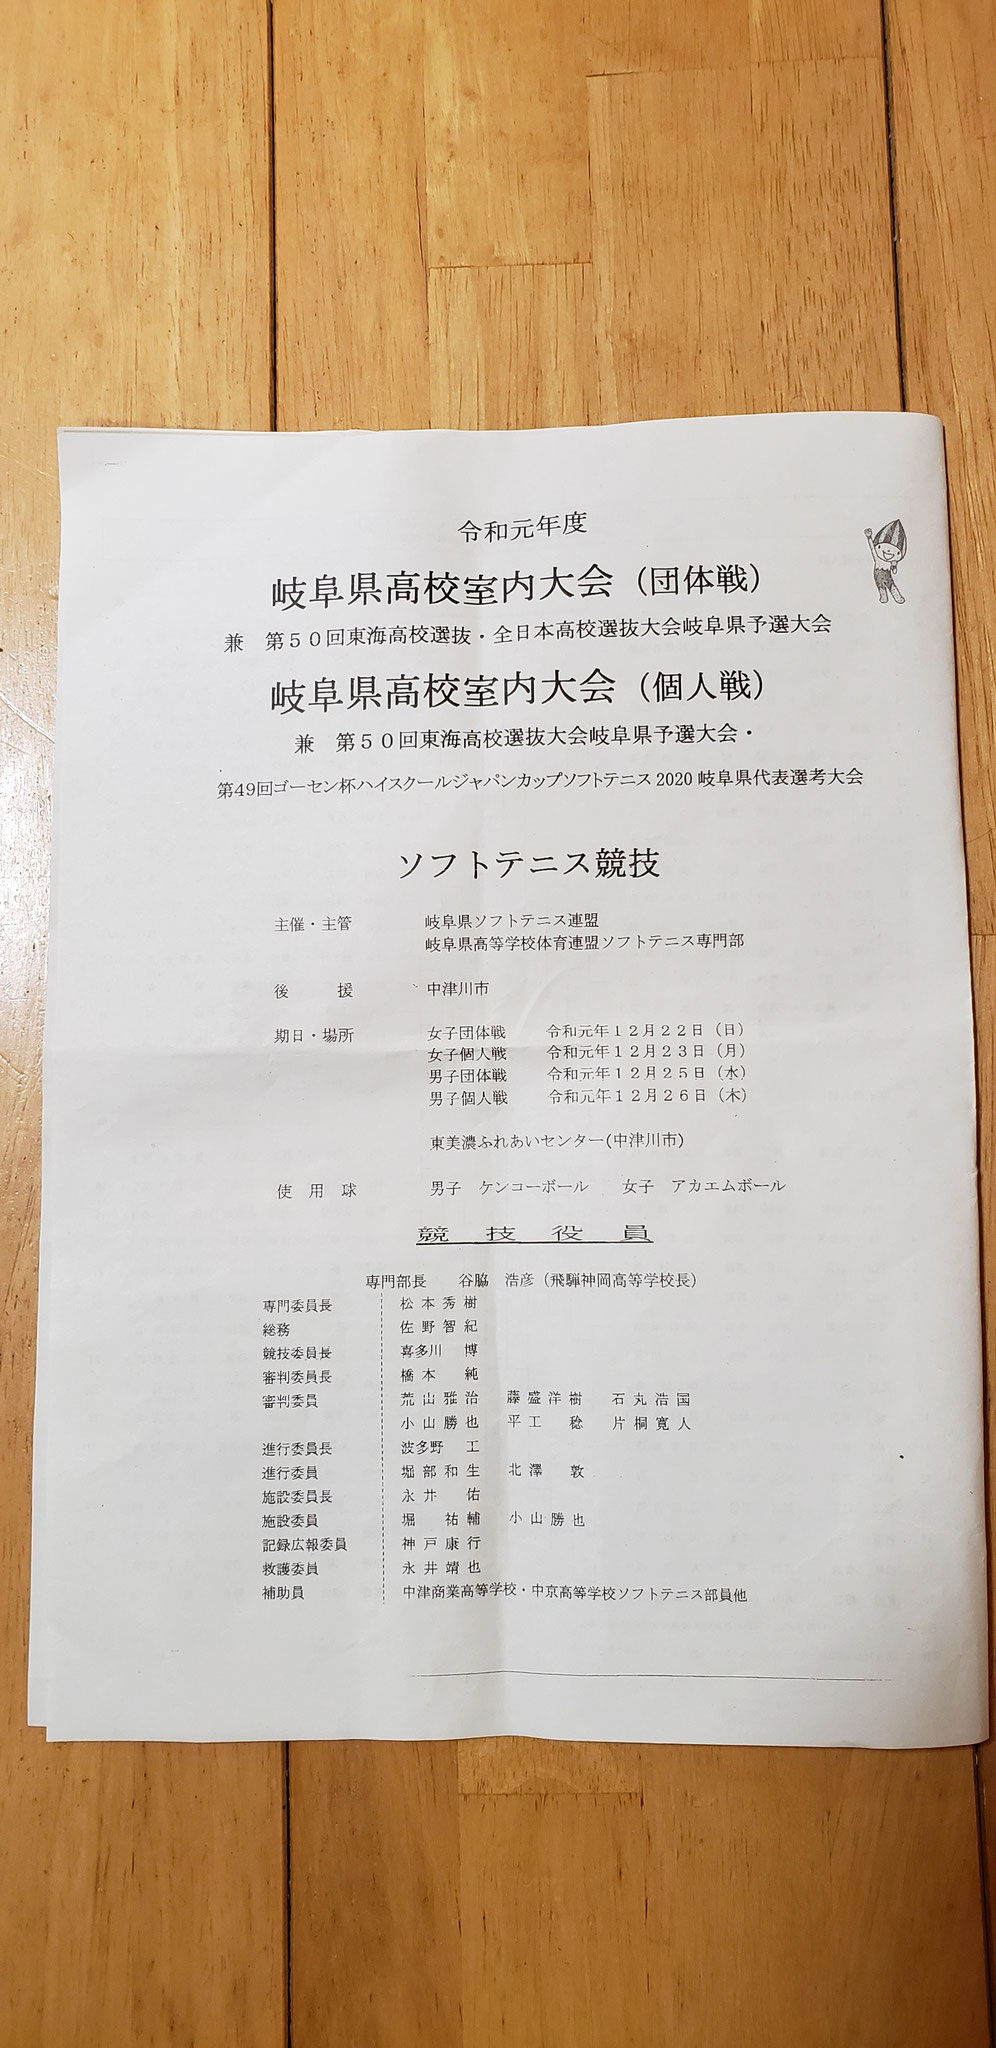 令和元年度
岐阜県高校室内大会（団体戦）
兼　第５０回東海高校選抜・全日本高校選抜大会岐阜県予選大会
岐阜県高校室内大会（個人戦）
兼　第５０回東海高校選抜大会岐阜県予選大会・
第49回ゴーセン杯ハイスクールジャパンカップソフトテニス2020岐阜県代表選考大会
ソフトテニス競技
主催・主管　岐阜県ソフトテニス連盟
岐阜県高等学校体育連盟ソフトテニス専門部
後　援　中津川市
期日・場所　女子団体戦　令和元年１２月２２日（日）
女子個人戦　令和元年１２月２３日（月）
男子団体戦　令和元年１２月２５日（水）
男子個人戦　令和元年１２月２６日（木）
東美濃ふれあいセンター(中津川市)
使　用　球　男子　ケンコーボール　女子　アカエムボール
競　技　役　員
専門部長　谷脇　浩彦（飛騨神岡高等学校長）
専門委員長　松本秀樹
総務　佐野智紀
競技委員長　喜多川　博
審判委員長　橋本　純
審判委員　荒山雅治　藤盛洋樹　石丸浩国
小山勝也　平工　稔　片桐寛人
進行委員長　波多野　工
進行委員　堀部和生　北澤　敦
施設委員長　永井　佑
施設委員　堀　祐輔　小山勝也
記録広報委員　神戸康行
救護委員　永井靖也
補助員　中津商業高等学校・中京高等学校ソフトテニス部員他